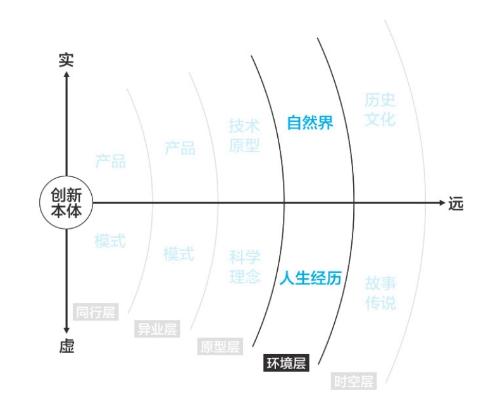 实
历史
文化
技术
原型
自然界
产品
产品
创新
本体
远
模式
模式
科学
理念
人生经历
故事
传说
同行层
异业层
虚
原型层
环境层
时空层